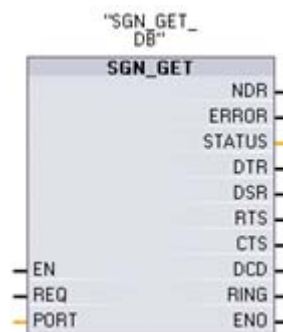 "SGN_GET_
DB"
SGN_GET
NDR
ERROR
STATUS
DTR
DSR
RTS
CTS
EN DCD
REQ RING
PORT ENO